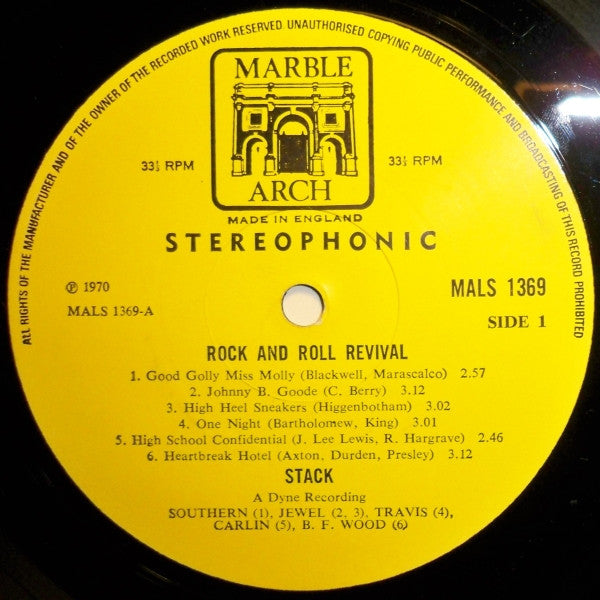 ALL RIGHTS OF THE MANUFACTURER AND OF THE OWNER OF THE RECORDED WORK RESERVED UNAUTHORISED COPYING PUBLIC PERFORMANCE AND BROADCASTING OF THIS RECORD PROHIBITED
MARBLE
ARCH
33⅓ RPM
33⅓ RPM
MADE IN ENGLAND
STEREOPHONIC
℗ 1970
MALS 1369
MALS 1369-A
SIDE 1
ROCK AND ROLL REVIVAL
1. Good Golly Miss Molly (Blackwell, Marascalco) 2.57
2. Johnny B. Goode (C. Berry) 3.12
3. High Heel Sneakers (Higgenbotham) 3.02
4. One Night (Bartholomew, King) 3.01
5. High School Confidential (J. Lee Lewis, R. Hargrave) 2.46
6. Heartbreak Hotel (Axton, Durden, Presley) 3.12
STACK
A Dyne Recording
SOUTHERN (1), JEWEL (2, 3), TRAVIS (4),
CARLIN (5), B. F. WOOD (6)